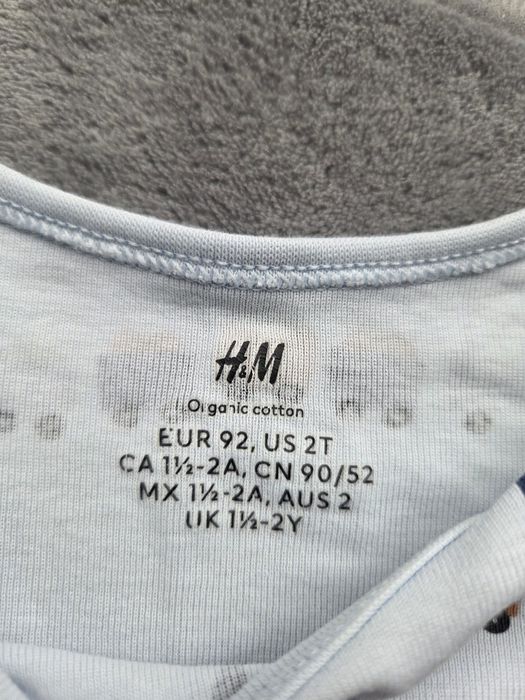 H&M
Organic cotton
EUR 92, US 2T
CA 1½-2A, CN 90/52
MX 1½-2A, AUS 2
UK 1½-2Y